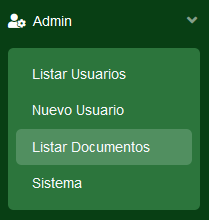 Admin
Listar Usuarios
Nuevo Usuario
Listar Documentos
Sistema